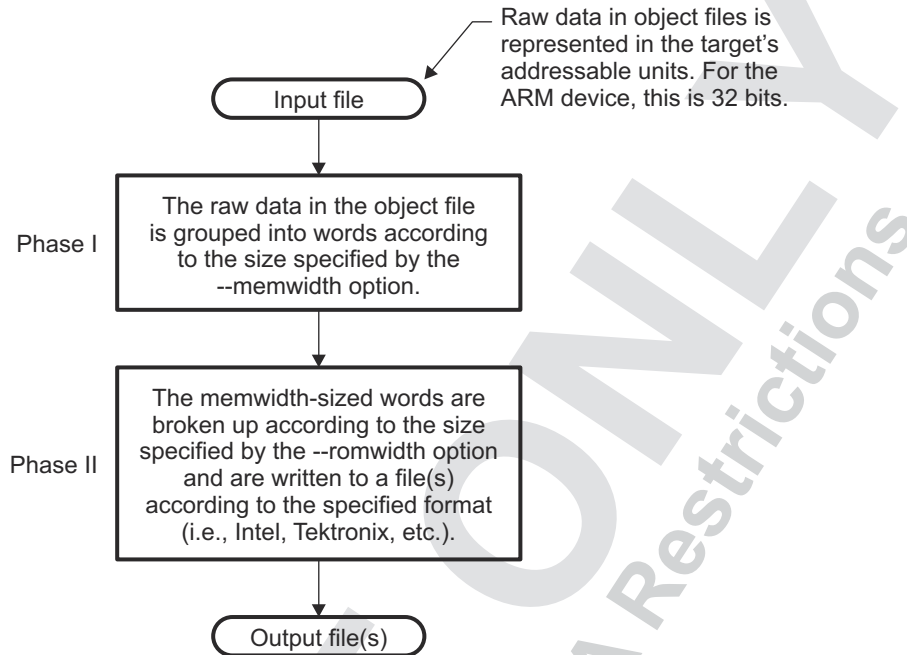 Raw data in object files is
represented in the target's
addressable units. For the
ARM device, this is 32 bits.
Input file
Phase I
The raw data in the object file
is grouped into words according
to the size specified by the
--memwidth option.
Phase II
The memwidth-sized words are
broken up according to the size
specified by the --romwidth option
and are written to a file(s)
according to the specified format
(i.e., Intel, Tektronix, etc.).
Output file(s)
ONLY
A Restrictions